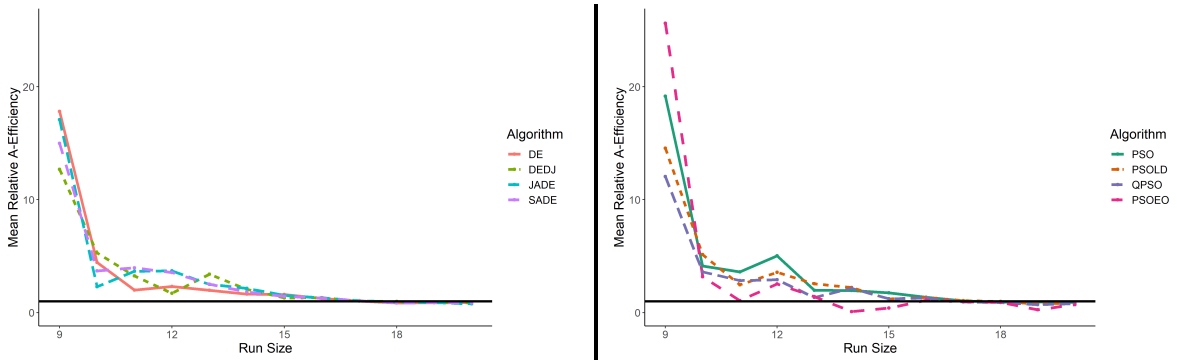 Mean Relative A-Efficiency
20
10
0
9
12
15
18
Run Size
Algorithm
DE
DEDJ
JADE
SADE
Mean Relative A-Efficiency
20
10
0
9
12
15
18
Run Size
Algorithm
PSO
PSOLD
QPSO
PSOEO